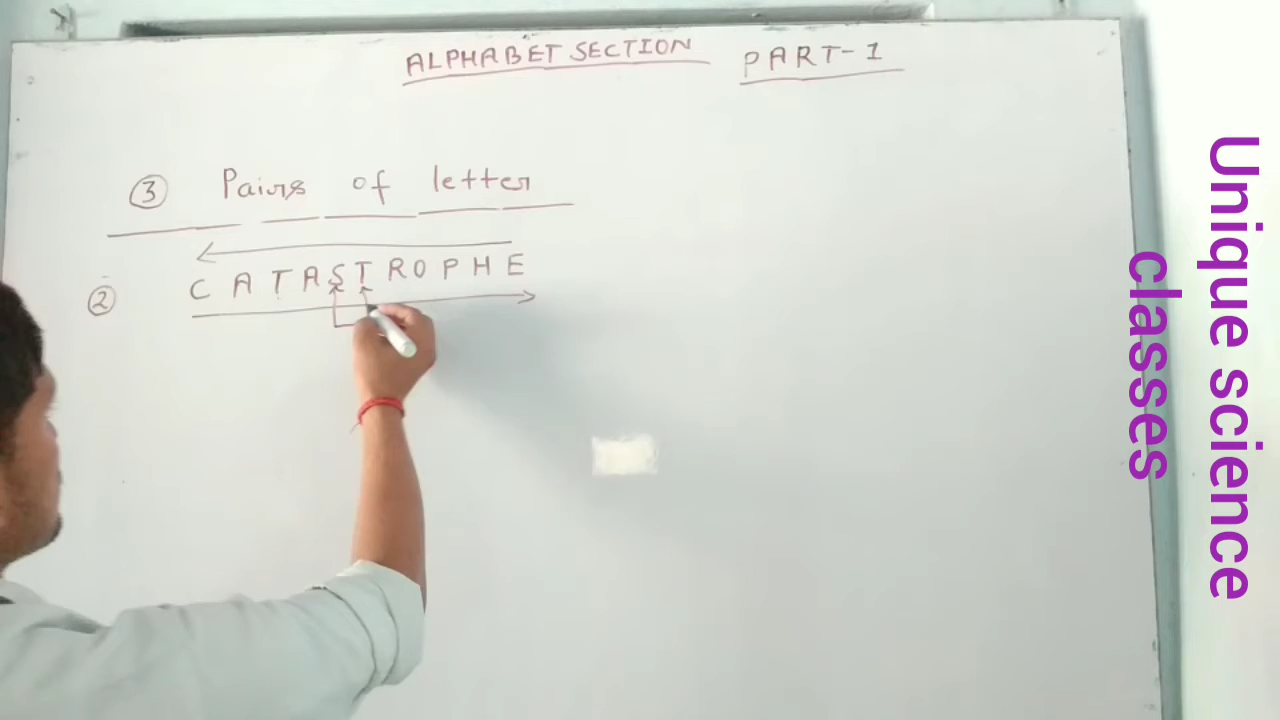 ALPHABET SECTION PART-1
③ Pairs of letter
② CATASTROPHE
Unique science
classes